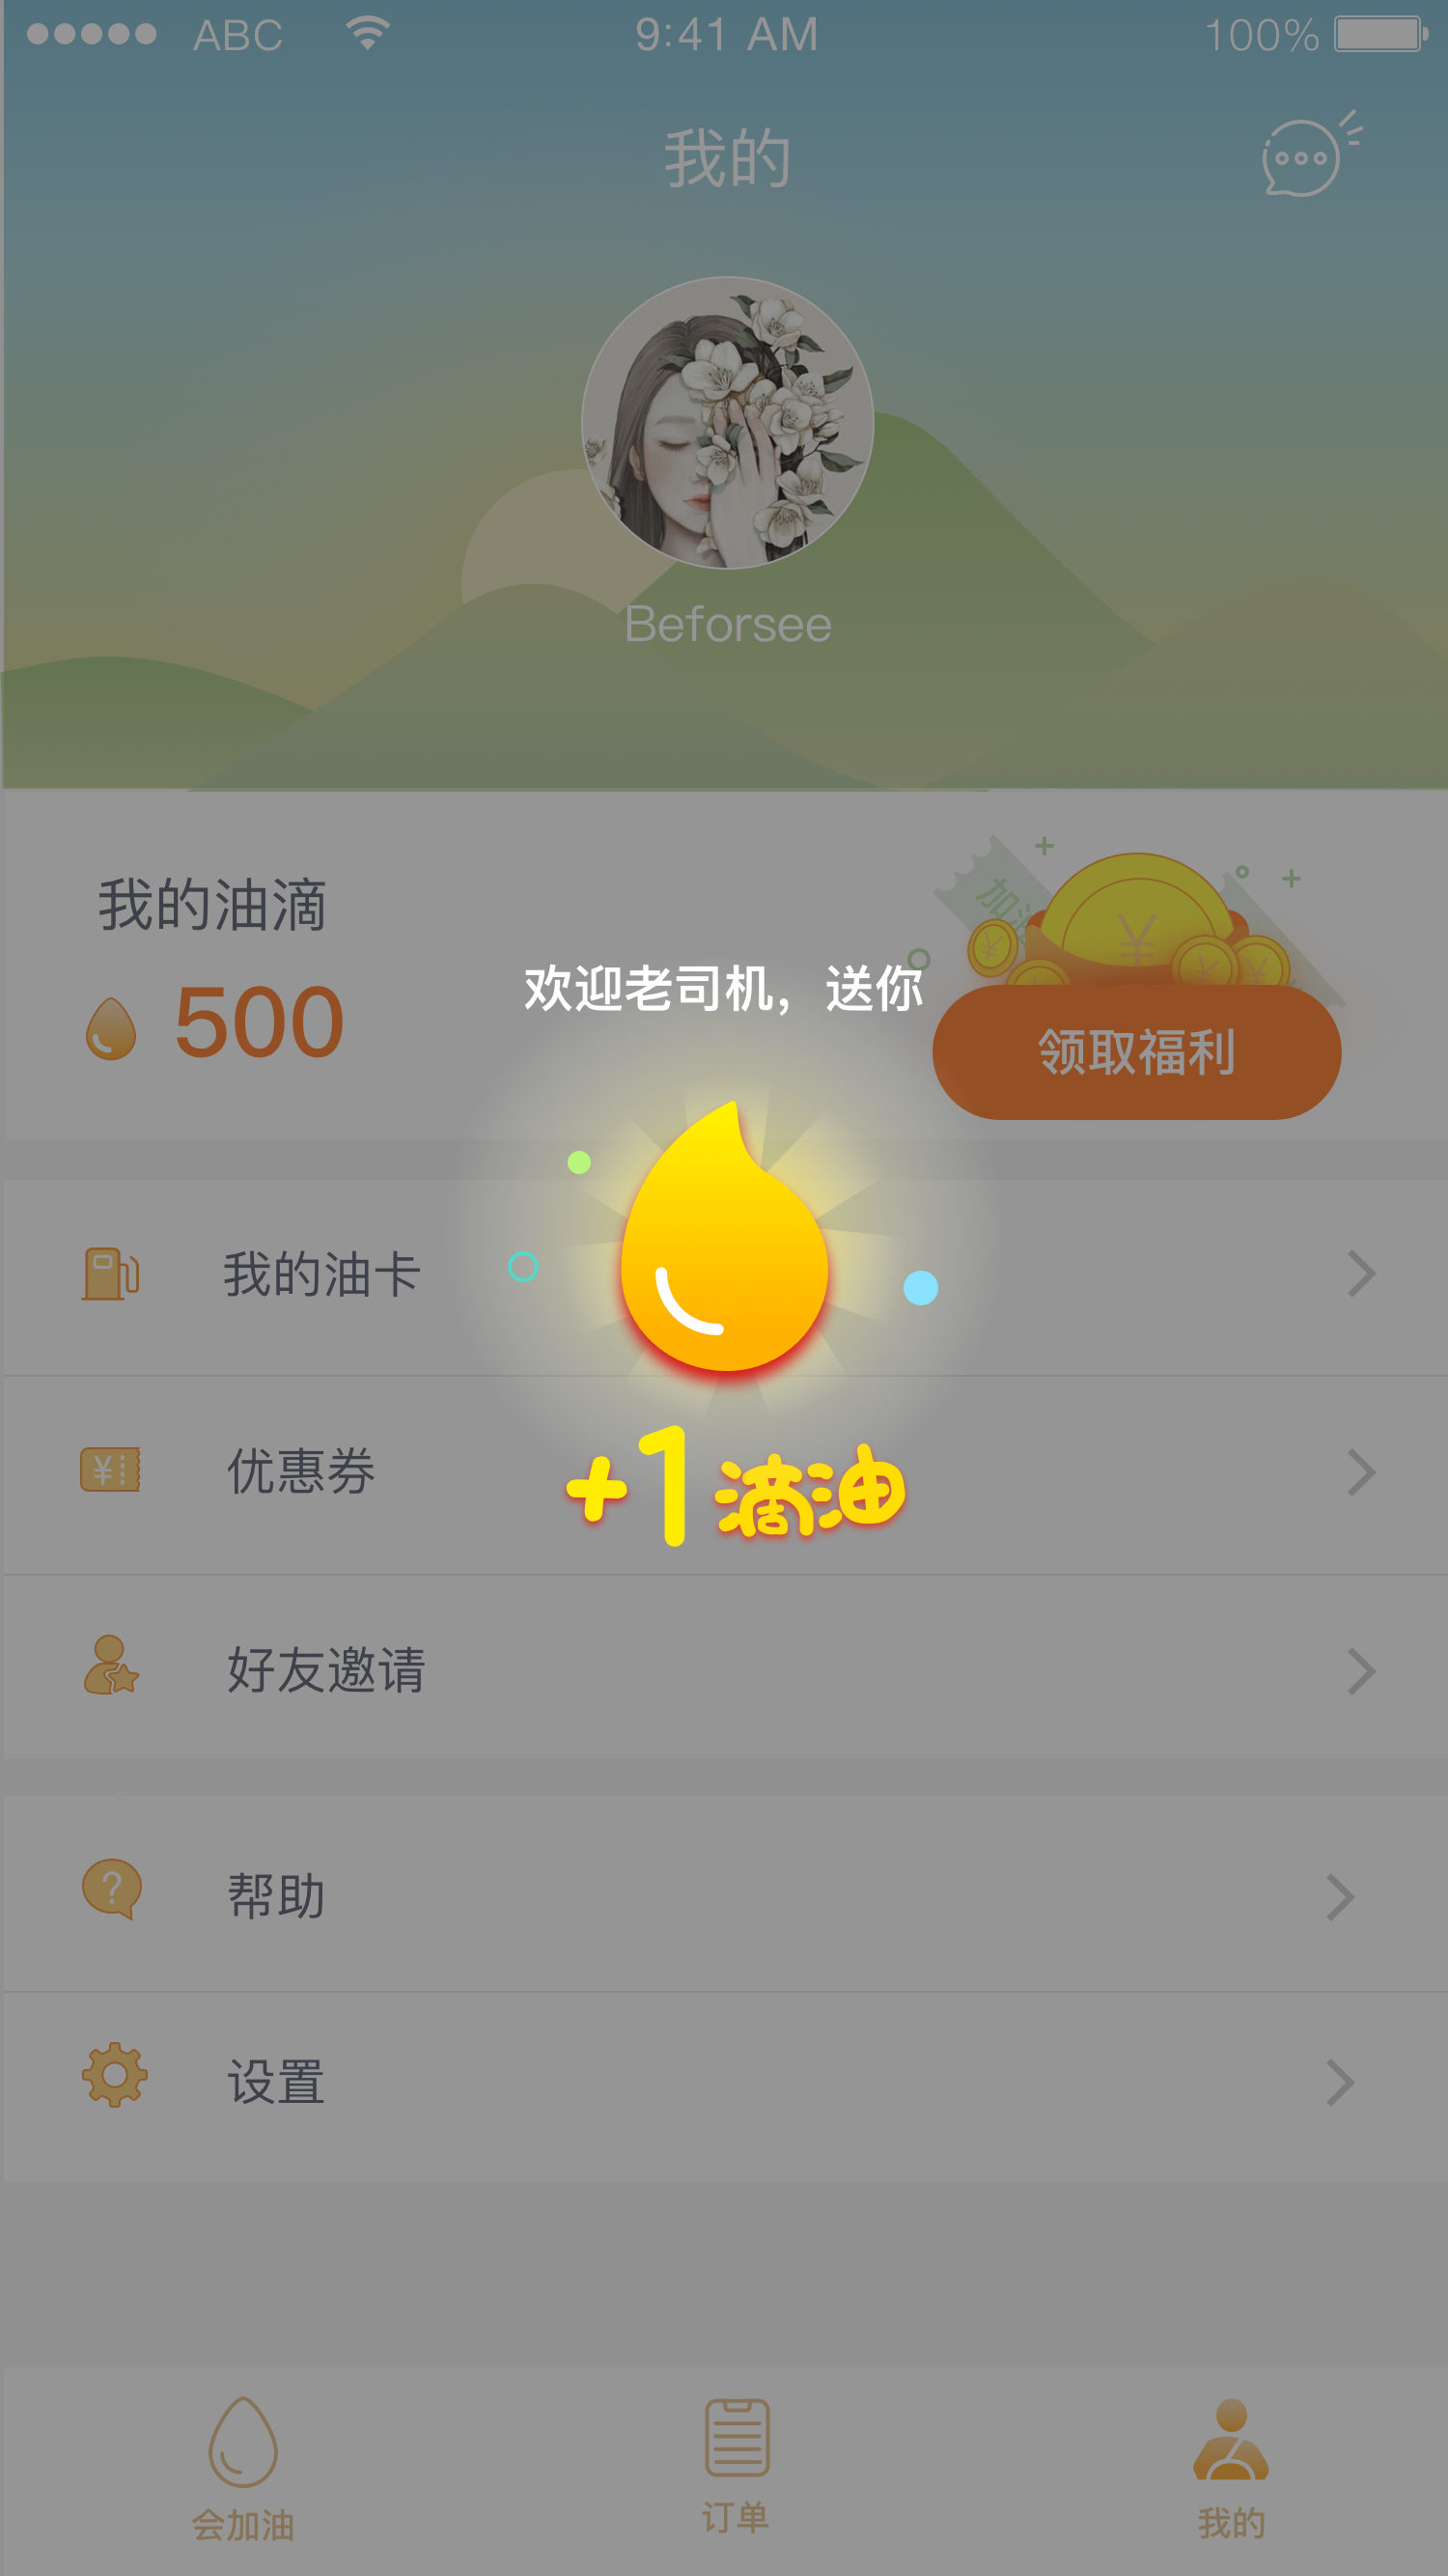 ABC 9:41 AM 100%
我的
Beforsee
我的油滴
500
加油
欢迎老司机，送你
领取福利
我的油卡
优惠券
+1滴油
好友邀请
帮助
设置
会加油 订单 我的